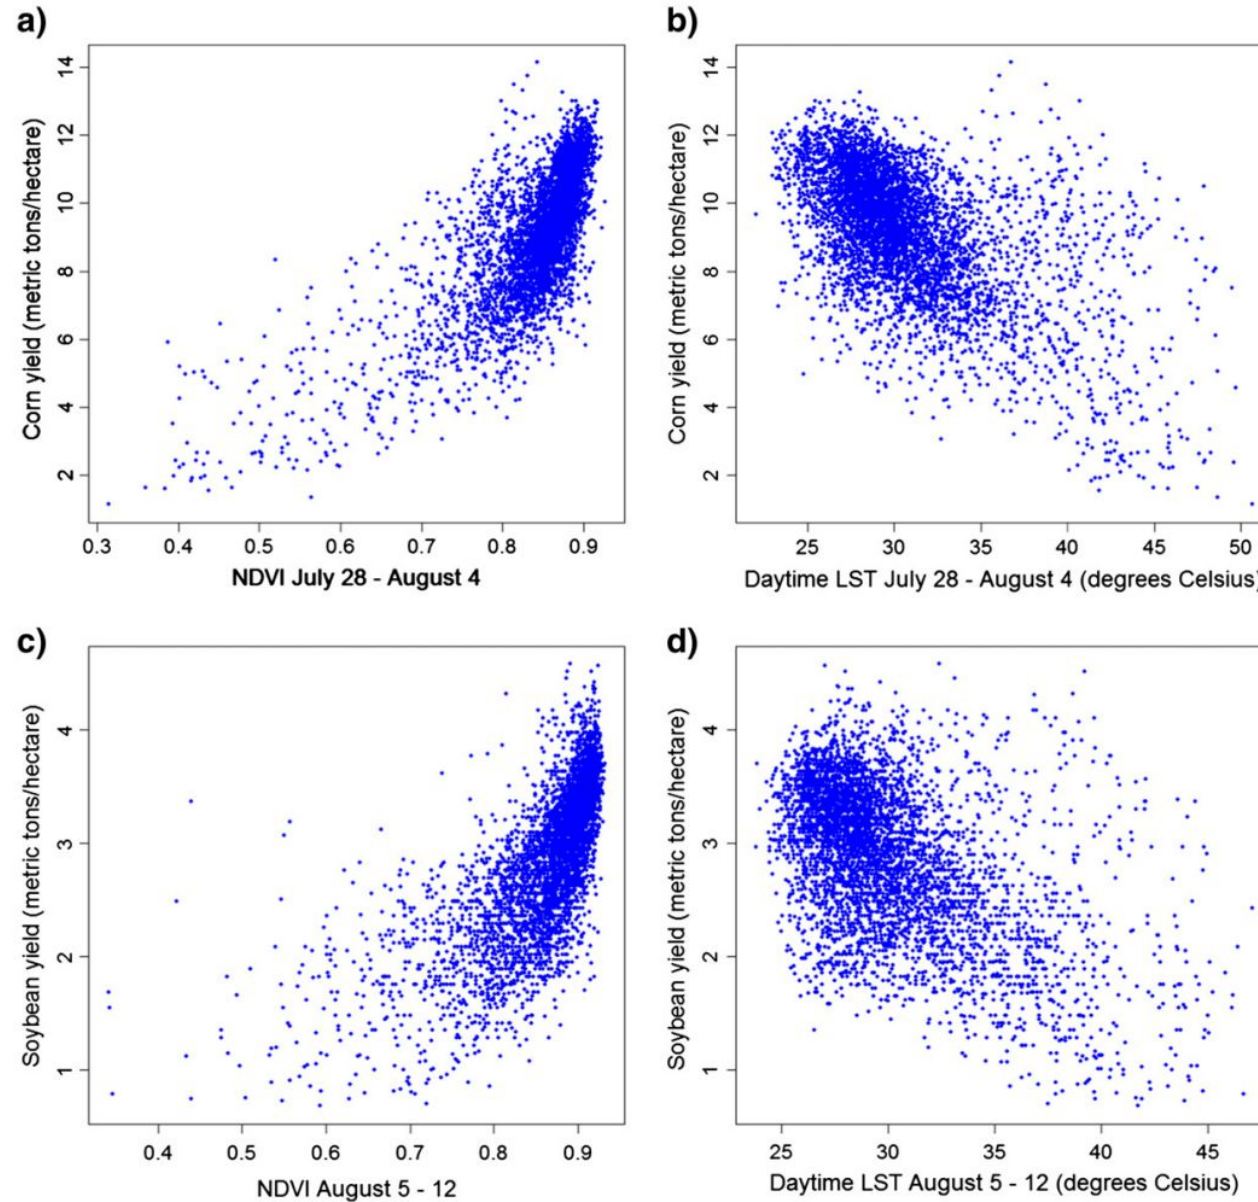 a)
14
12
10
8
6
4
2
Corn yield (metric tons/hectare)
0.3 0.4 0.5 0.6 0.7 0.8 0.9
NDVI July 28 - August 4
b)
14
12
10
8
6
4
2
Corn yield (metric tons/hectare)
25 30 35 40 45 50
Daytime LST July 28 - August 4 (degrees Celsius)
c)
4
3
2
1
Soybean yield (metric tons/hectare)
0.4 0.5 0.6 0.7 0.8 0.9
NDVI August 5 - 12
d)
4
3
2
1
Soybean yield (metric tons/hectare)
25 30 35 40 45
Daytime LST August 5 - 12 (degrees Celsius)